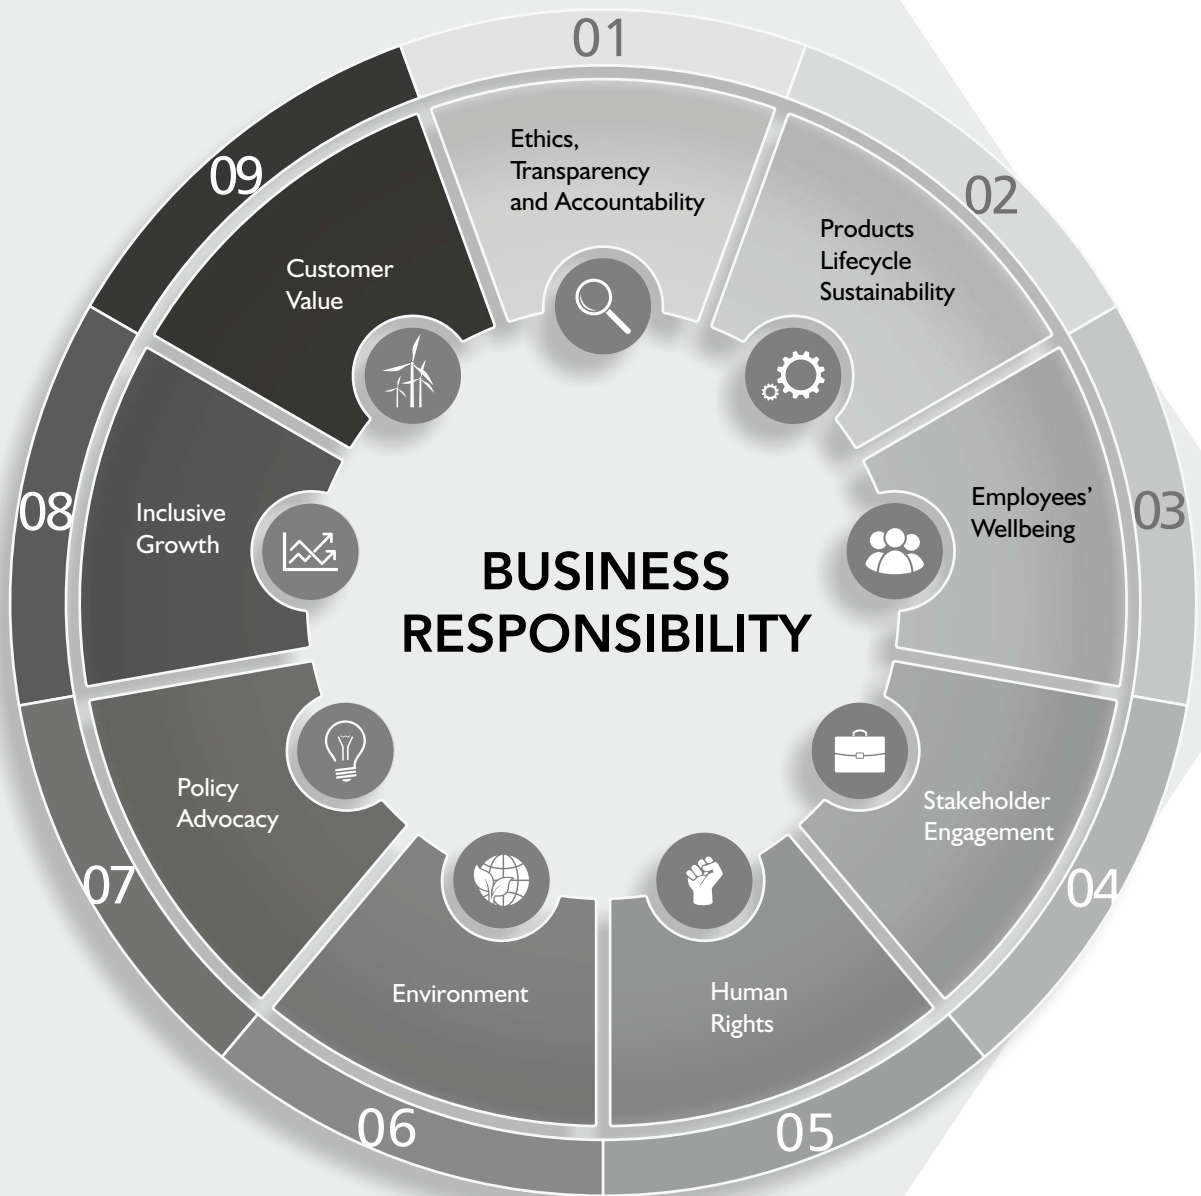 01
Ethics,
Transparency
and Accountability
02
Products
Lifecycle
Sustainability
03
Employees’
Wellbeing
04
Stakeholder
Engagement
05
Human
Rights
06
Environment
07
Policy
Advocacy
08
Inclusive
Growth
09
Customer
Value
BUSINESS
RESPONSIBILITY